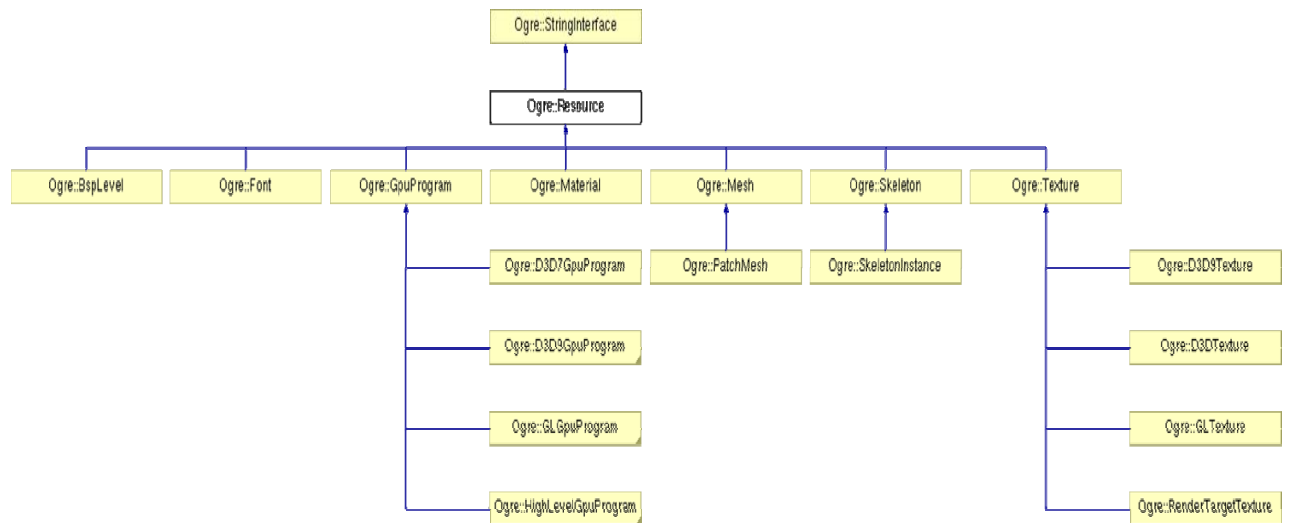 Ogre::StringInterface
Ogre::Resource
Ogre::BspLevel
Ogre::Font
Ogre::GpuProgram
Ogre::Material
Ogre::Mesh
Ogre::Skeleton
Ogre::Texture
Ogre::D3D7GpuProgram
Ogre::PatchMesh
Ogre::SkeletonInstance
Ogre::D3D9Texture
Ogre::D3D9GpuProgram
Ogre::D3DTexture
Ogre::GLGpuProgram
Ogre::GLTexture
Ogre::HighLevelGpuProgram
Ogre::RenderTargetTexture